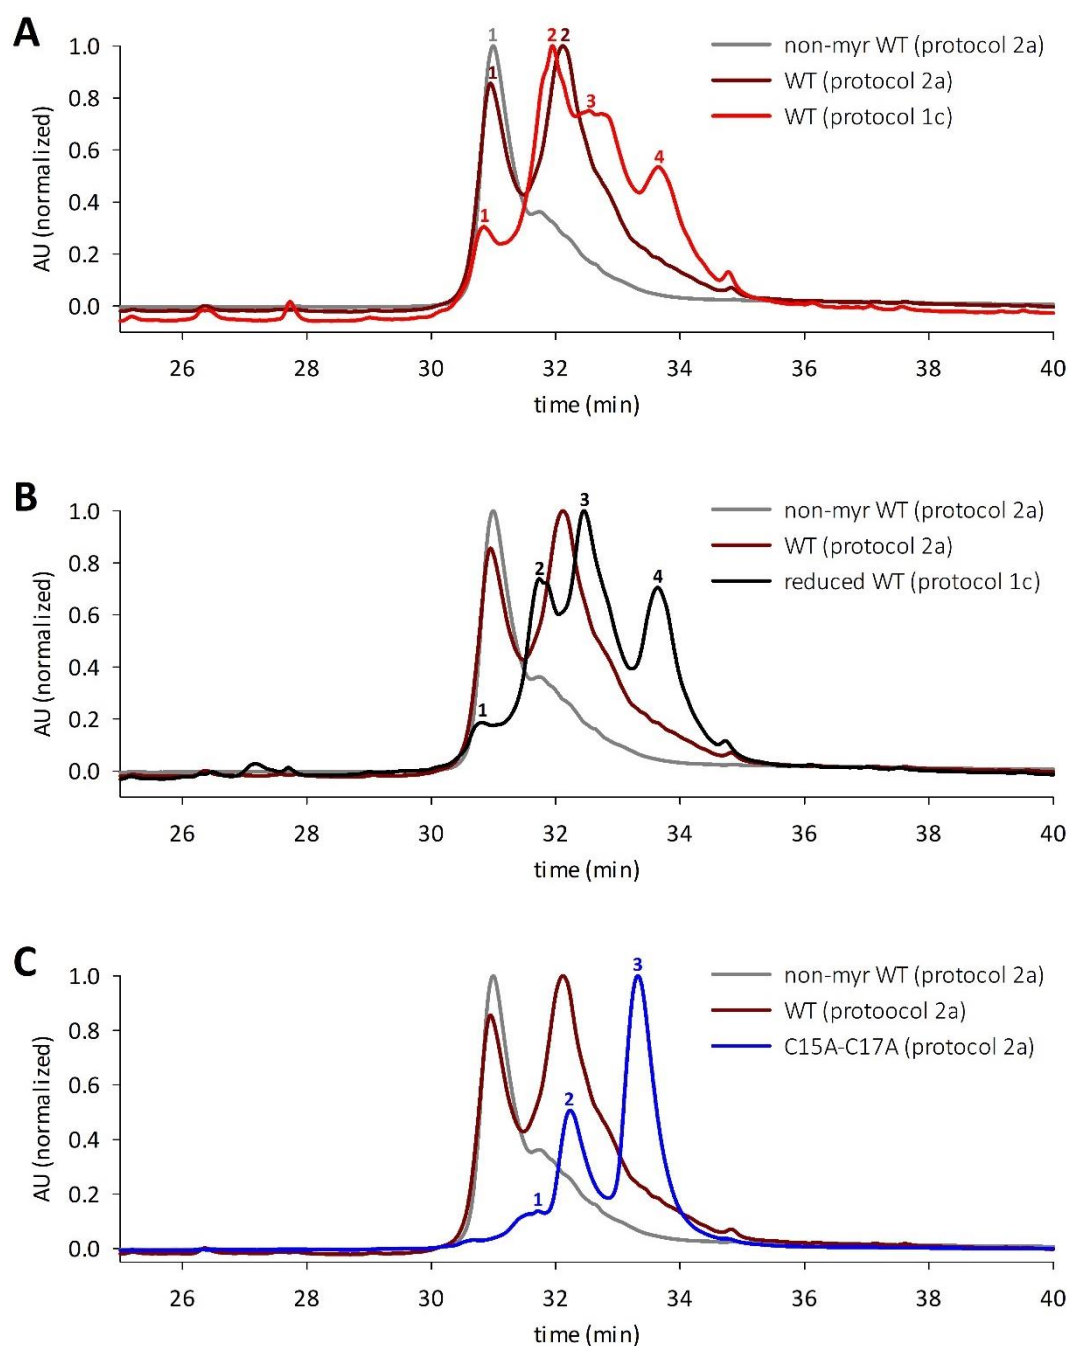 A
AU (normalized)
1.0
0.8
0.6
0.4
0.2
0.0
1
1
2
2
3
4
1
non-myr WT (protocol 2a)
WT (protocol 2a)
WT (protocol 1c)
26 28 30 32 34 36 38 40
time (min)
B
AU (normalized)
1.0
0.8
0.6
0.4
0.2
0.0
1
2
3
4
non-myr WT (protocol 2a)
WT (protocol 2a)
reduced WT (protocol 1c)
26 28 30 32 34 36 38 40
time (min)
C
AU (normalized)
1.0
0.8
0.6
0.4
0.2
0.0
1
2
3
non-myr WT (protocol 2a)
WT (protoocol 2a)
C15A-C17A (protocol 2a)
26 28 30 32 34 36 38 40
time (min)